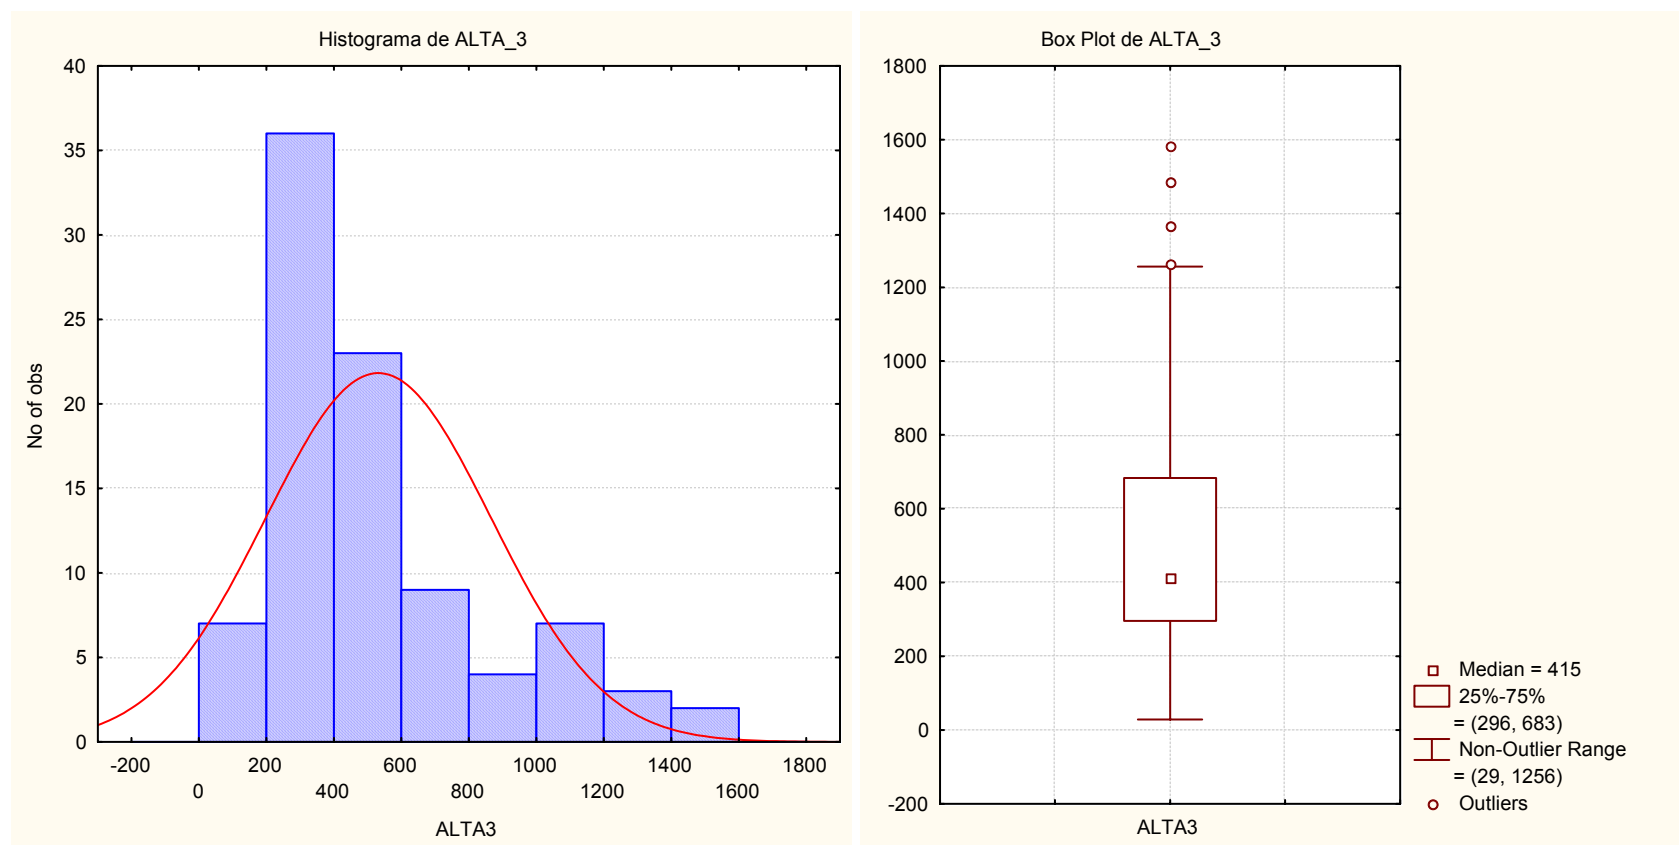 Histograma de ALTA_3
40
35
30
25
20
15
10
5
0
No of obs
-200 200 600 1000 1400 1800
0 400 800 1200 1600
ALTA3
Box Plot de ALTA_3
1800
1600
1400
1200
1000
800
600
400
200
0
-200
ALTA3
Median = 415
25%-75%
= (296, 683)
Non-Outlier Range
= (29, 1256)
Outliers